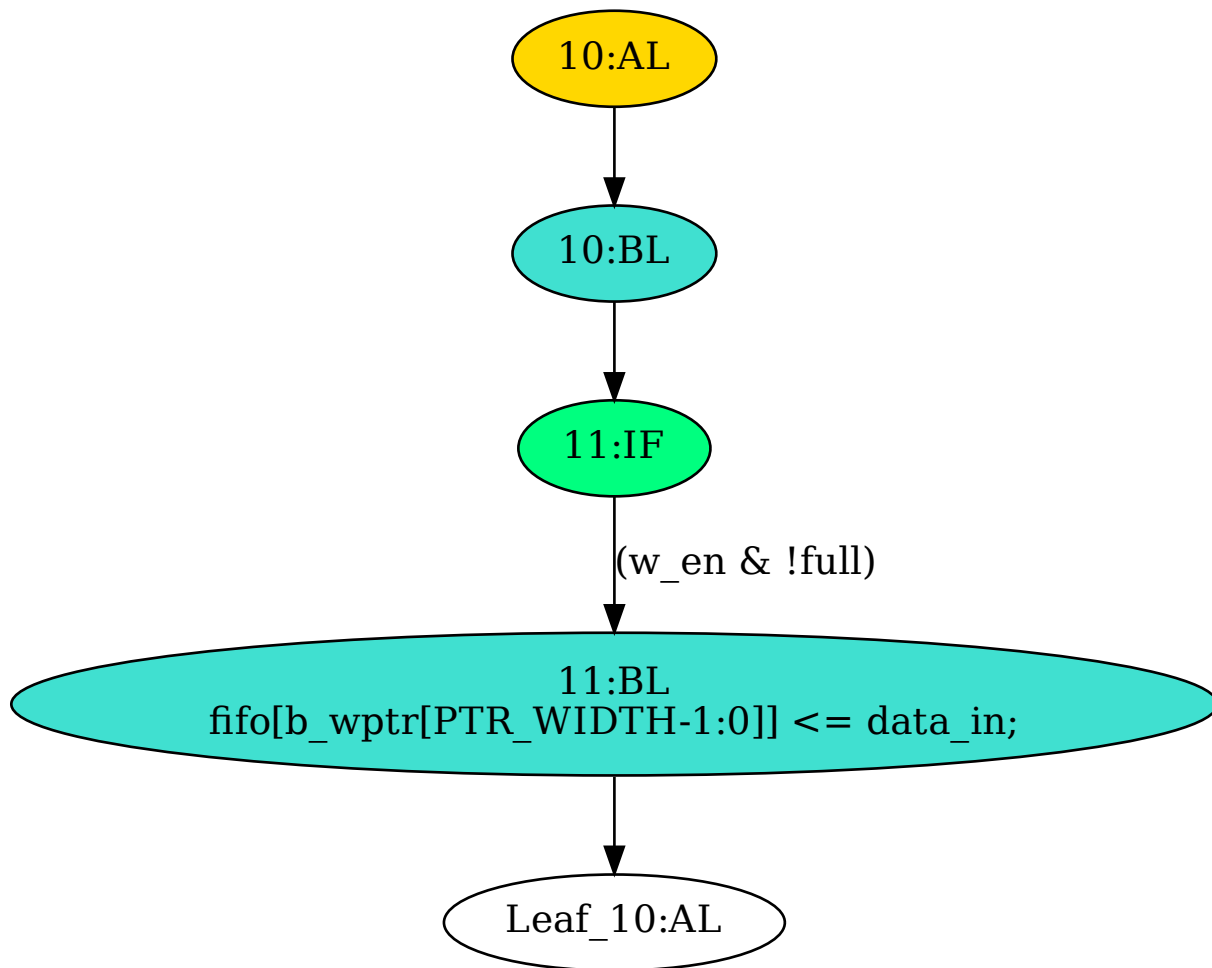 10:AL
10:BL
11:IF
(w_en & !full)
11:BL
fifo[b_wptr[PTR_WIDTH-1:0]] <= data_in;
Leaf_10:AL